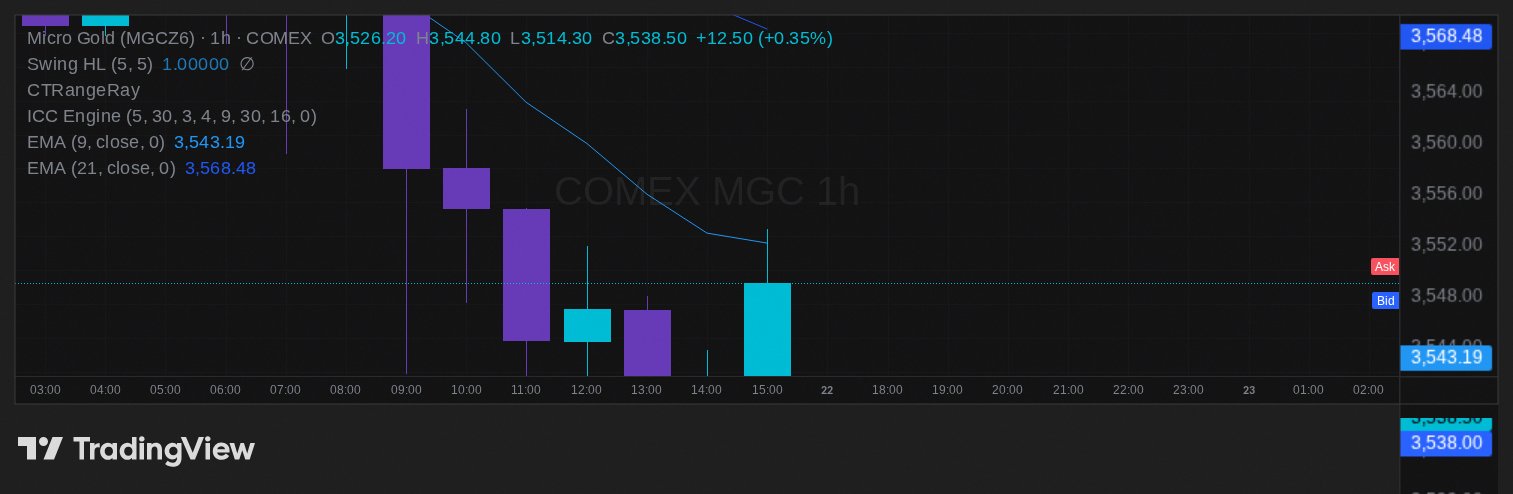 Micro Gold (MGCZ6) · 1h · COMEX O3,526.20 H3,544.80 L3,514.30 C3,538.50 +12.50 (+0.35%)
Swing HL (5, 5) 1.00000 ∅
CTRangeRay
ICC Engine (5, 30, 3, 4, 9, 30, 16, 0)
EMA (9, close, 0) 3,543.19
EMA (21, close, 0) 3,568.48
COMEX MGC 1h
3,568.48
3,564.00
3,560.00
3,556.00
3,552.00
Ask
3,548.00
Bid
3,544.00
3,543.19
03:00 04:00 05:00 06:00 07:00 08:00 09:00 10:00 11:00 12:00 13:00 14:00 15:00 22 18:00 19:00 20:00 21:00 22:00 23:00 23 01:00 02:00
3,538.50
3,538.00
TradingView